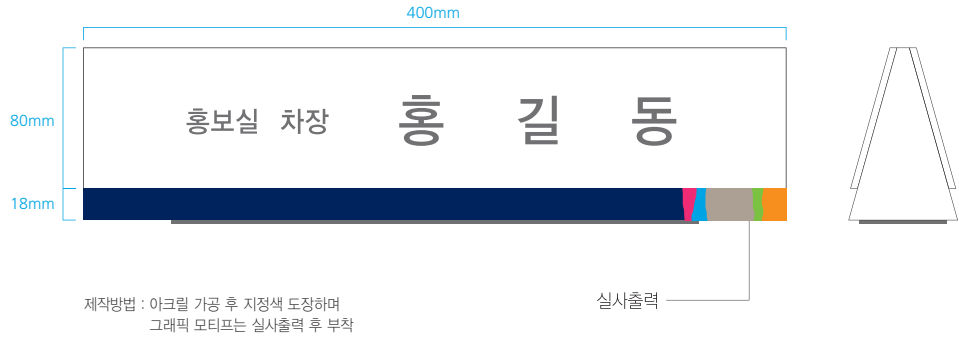 400mm
80mm
홍보실 차장 홍 길 동
18mm
실사출력
제작방법 : 아크릴 가공 후 지정색 도장하며
그래픽 모티프는 실사출력 후 부착